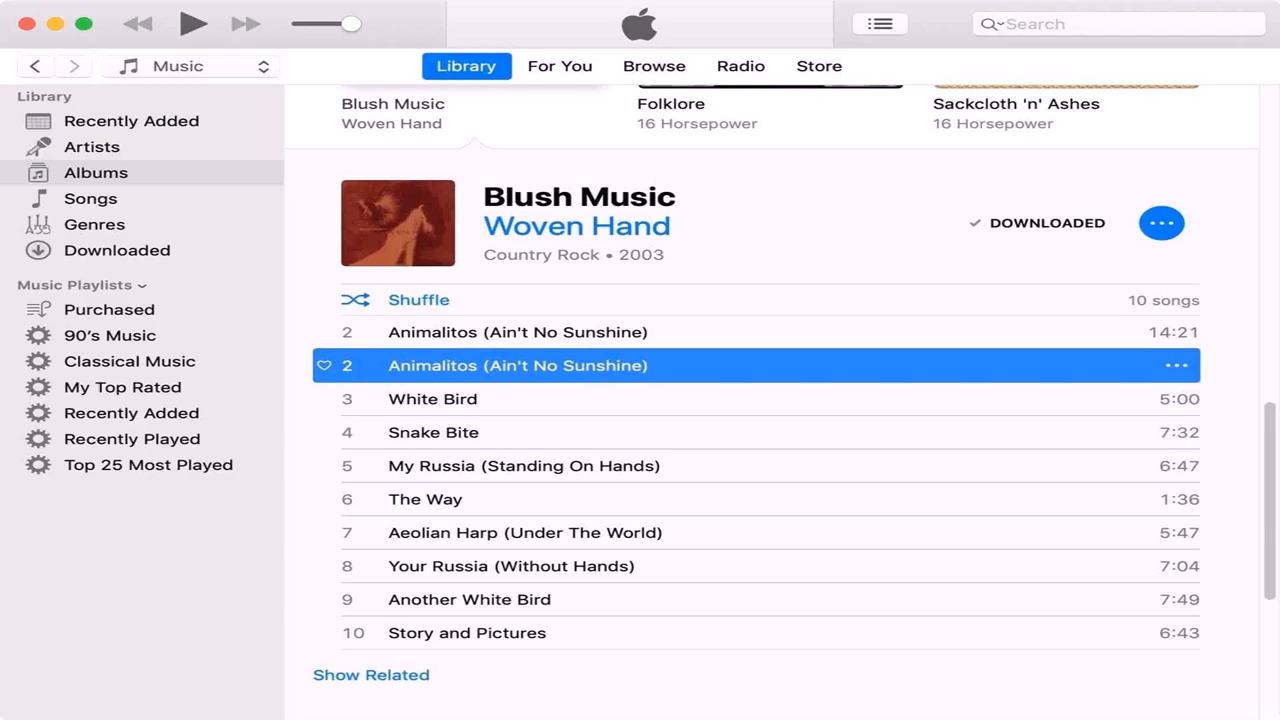 Search
Music
Library For You Browse Radio Store
Library
Recently Added
Artists
Albums
Songs
Genres
Downloaded
Music Playlists
Purchased
90's Music
Classical Music
My Top Rated
Recently Added
Recently Played
Top 25 Most Played
Blush Music
Woven Hand
Folklore
16 Horsepower
Sackcloth 'n' Ashes
16 Horsepower
Blush Music
Woven Hand
Country Rock • 2003
DOWNLOADED
Shuffle 10 songs
2 Animalitos (Ain't No Sunshine) 14:21
2 Animalitos (Ain't No Sunshine)
3 White Bird 5:00
4 Snake Bite 7:32
5 My Russia (Standing On Hands) 6:47
6 The Way 1:36
7 Aeolian Harp (Under The World) 5:47
8 Your Russia (Without Hands) 7:04
9 Another White Bird 7:49
10 Story and Pictures 6:43
Show Related